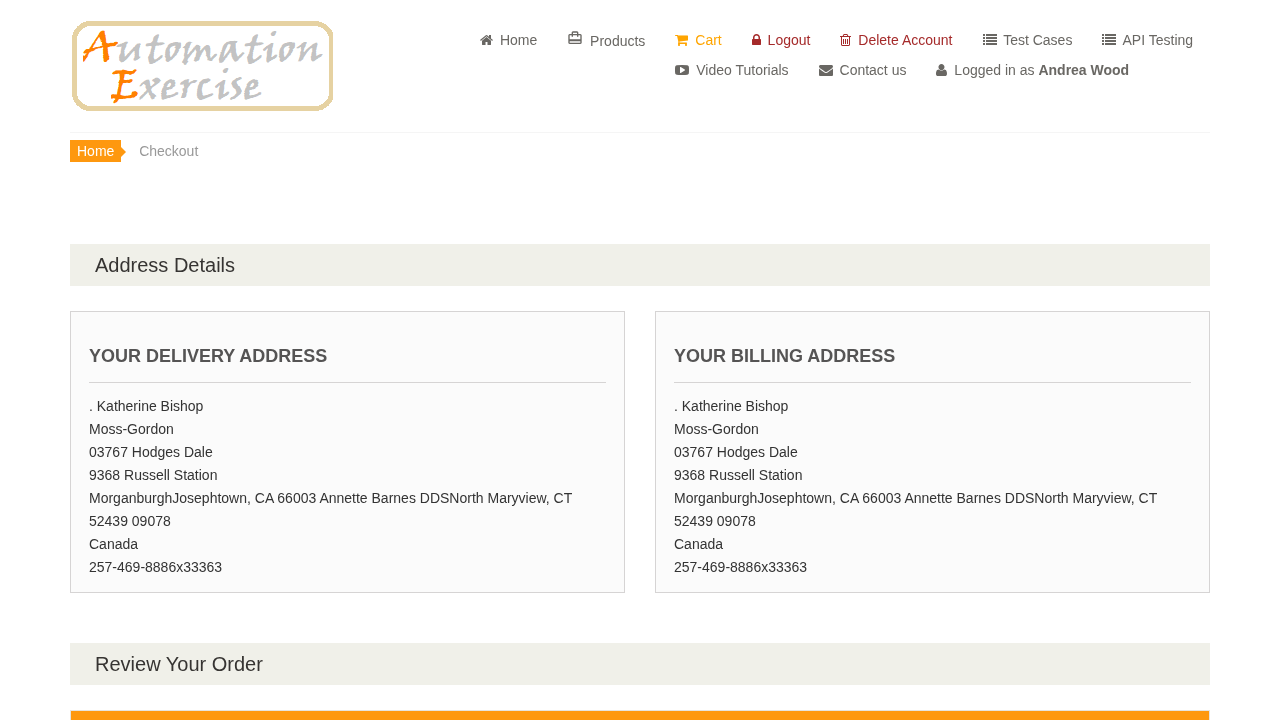 Automation
Exercise
Home
Products
Cart
Logout
Delete Account
Test Cases
API Testing
Video Tutorials
Contact us
Logged in as Andrea Wood
Home
Checkout
Address Details
YOUR DELIVERY ADDRESS
. Katherine Bishop
Moss-Gordon
03767 Hodges Dale
9368 Russell Station
MorganburghJosephtown, CA 66003 Annette Barnes DDSNorth Maryview, CT
52439 09078
Canada
257-469-8886x33363
YOUR BILLING ADDRESS
. Katherine Bishop
Moss-Gordon
03767 Hodges Dale
9368 Russell Station
MorganburghJosephtown, CA 66003 Annette Barnes DDSNorth Maryview, CT
52439 09078
Canada
257-469-8886x33363
Review Your Order